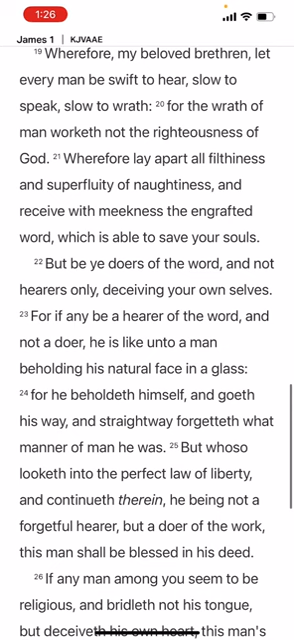 1:26
James 1 | KJVAAE
19 Wherefore, my beloved brethren, let
every man be swift to hear, slow to
speak, slow to wrath: 20 for the wrath of
man worketh not the righteousness of
God. 21 Wherefore lay apart all filthiness
and superfluity of naughtiness, and
receive with meekness the engrafted
word, which is able to save your souls.
22 But be ye doers of the word, and not
hearers only, deceiving your own selves.
23 For if any be a hearer of the word, and
not a doer, he is like unto a man
beholding his natural face in a glass:
24 for he beholdeth himself, and goeth
his way, and straightway forgetteth what
manner of man he was. 25 But whoso
looketh into the perfect law of liberty,
and continueth therein, he being not a
forgetful hearer, but a doer of the work,
this man shall be blessed in his deed.
26 If any man among you seem to be
religious, and bridleth not his tongue,
but deceiveth his own heart, this man's